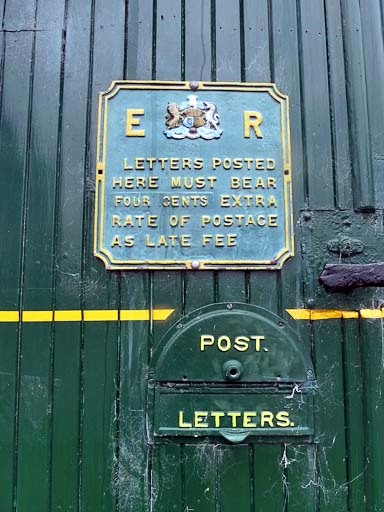 E R
LETTERS POSTED
HERE MUST BEAR
FOUR CENTS EXTRA
RATE OF POSTAGE
AS LATE FEE
POST.
LETTERS.